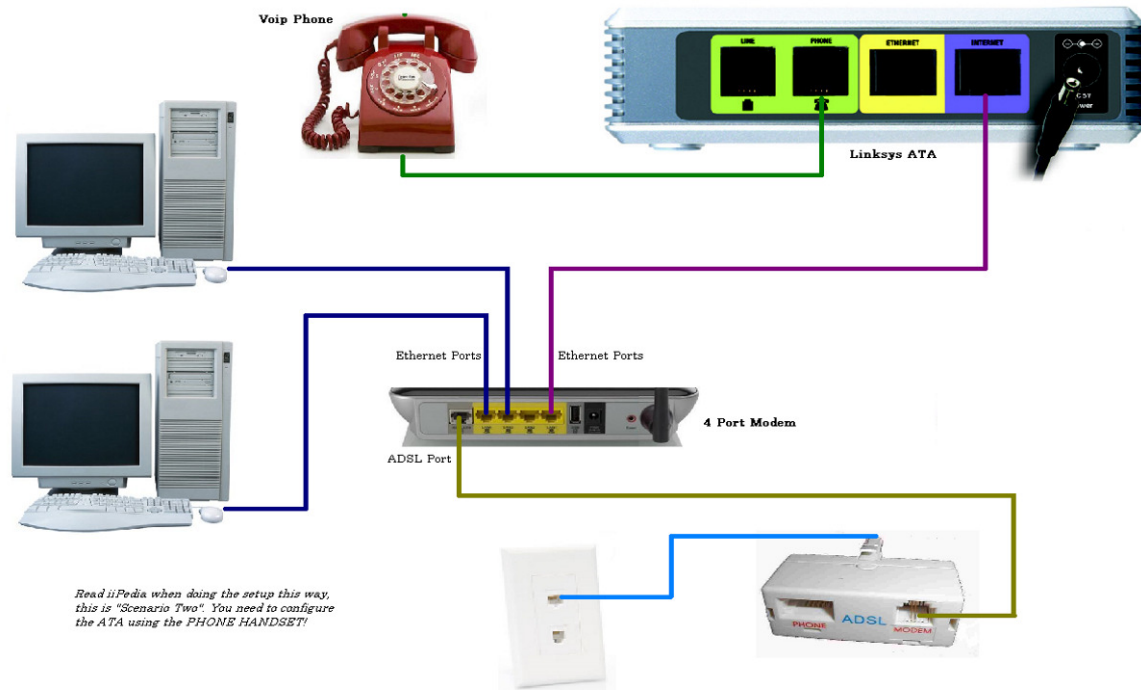 Voip Phone
LINE
PHONE
ETHERNET
INTERNET
Linksys ATA
Ethernet Ports
Ethernet Ports
4 Port Modem
ADSL Port
Read iiPedia when doing the setup this way,
this is "Scenario Two". You need to configure
the ATA using the PHONE HANDSET!
PHONE
ADSL
MODEM